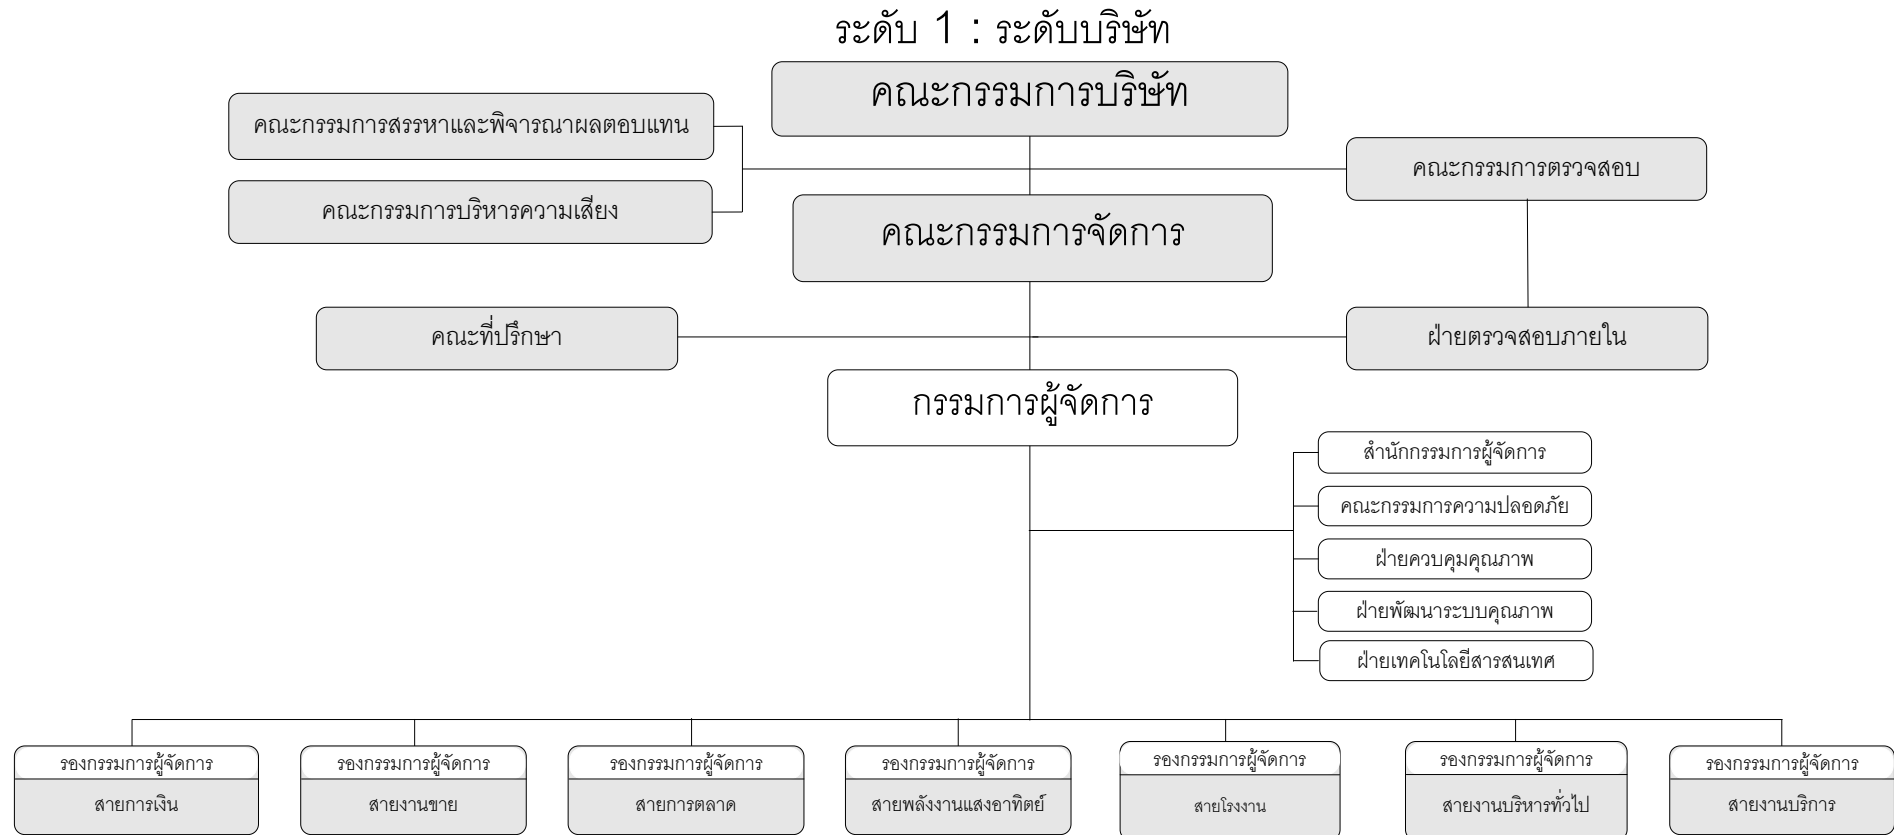 ระดับ 1 : ระดับบริษัท
คณะกรรมการบริษัท
คณะกรรมการสรรหาและพิจารณาผลตอบแทน
คณะกรรมการตรวจสอบ
คณะกรรมการบริหารความเสี่ยง
คณะกรรมการจัดการ
คณะที่ปรึกษา
ฝ่ายตรวจสอบภายใน
กรรมการผู้จัดการ
สำนักกรรมการผู้จัดการ
คณะกรรมการความปลอดภัย
ฝ่ายควบคุมคุณภาพ
ฝ่ายพัฒนาระบบคุณภาพ
ฝ่ายเทคโนโลยีสารสนเทศ
รองกรรมการผู้จัดการ
สายการเงิน
รองกรรมการผู้จัดการ
สายงานขาย
รองกรรมการผู้จัดการ
สายการตลาด
รองกรรมการผู้จัดการ
สายพลังงานแสงอาทิตย์
รองกรรมการผู้จัดการ
สายโรงงาน
รองกรรมการผู้จัดการ
สายงานบริหารทั่วไป
รองกรรมการผู้จัดการ
สายงานบริการ